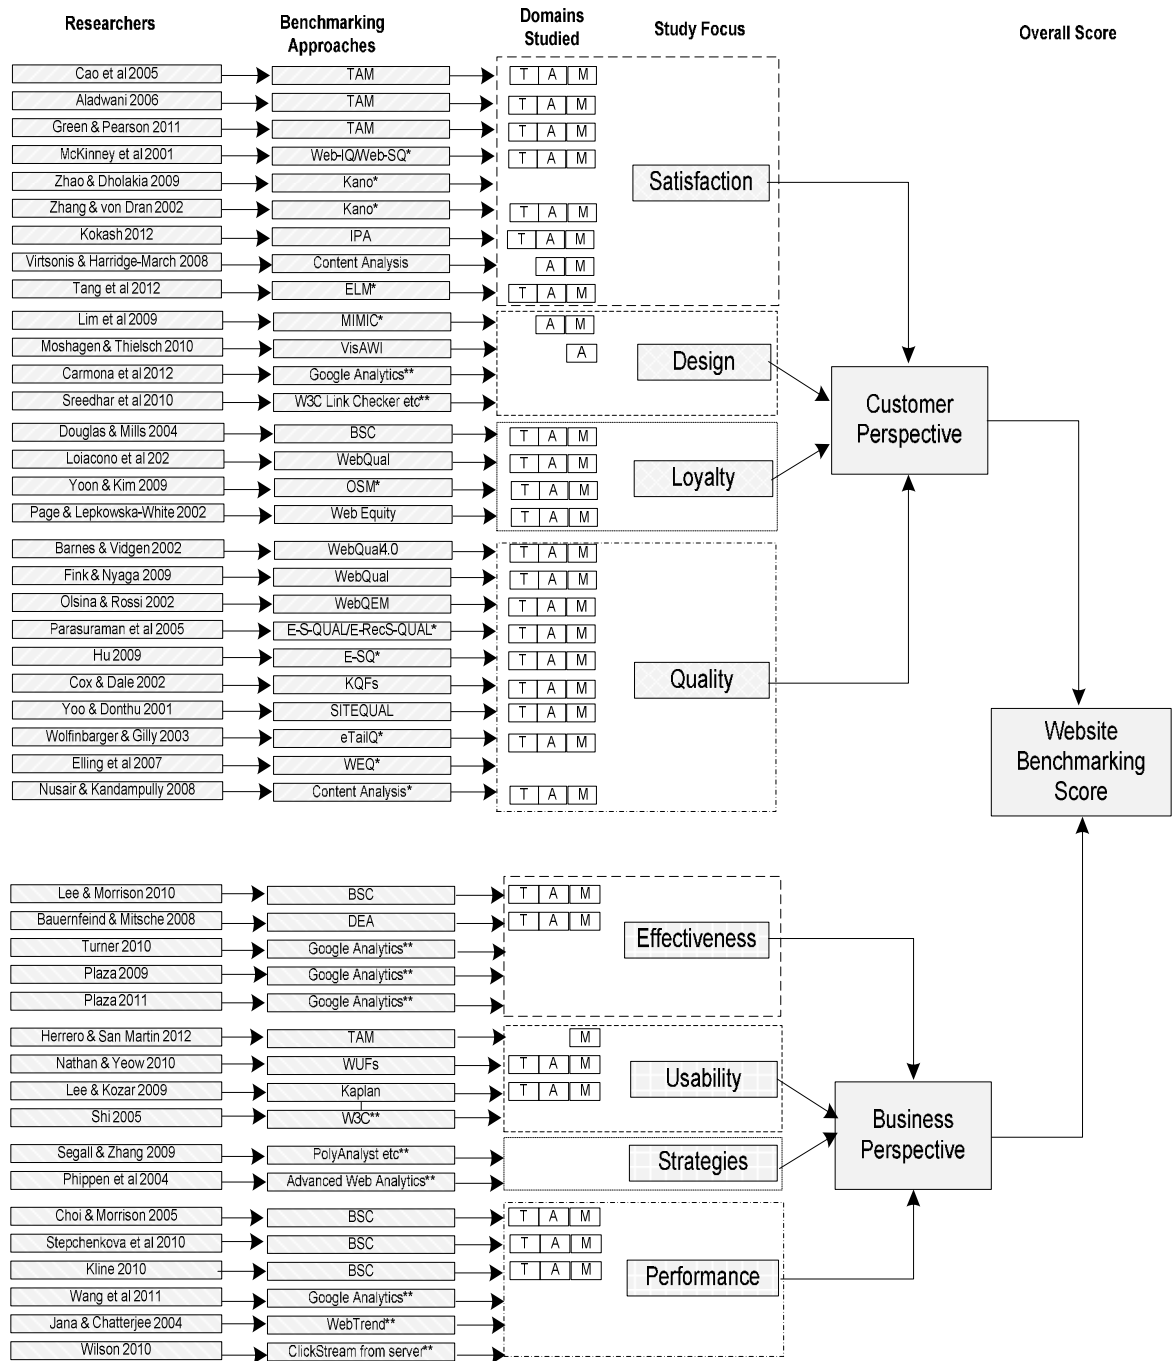 Researchers
Benchmarking
Approaches
Domains
Studied
Study Focus
Overall Score
Cao et al 2005
TAM
T A M
Aladwani 2006
TAM
T A M
Green & Pearson 2011
TAM
T A M
McKinney et al 2001
Web-IQ/Web-SQ*
T A M
Zhao & Dholakia 2009
Kano*
Satisfaction
Zhang & von Dran 2002
Kano*
T A M
Kokash 2012
IPA
T A M
Virtsonis & Harridge-March 2008
Content Analysis
A M
Tang et al 2012
ELM*
T A M
Lim et al 2009
MIMIC*
A M
Moshagen & Thielsch 2010
VisAWI
A
Design
Carmona et al 2012
Google Analytics**
Sreedhar et al 2010
W3C Link Checker etc**
Customer
Perspective
Douglas & Mills 2004
BSC
T A M
Loiacono et al 202
WebQual
T A M
Loyalty
Yoon & Kim 2009
OSM*
T A M
Page & Lepkowska-White 2002
Web Equity
T A M
Barnes & Vidgen 2002
WebQual4.0
T A M
Fink & Nyaga 2009
WebQual
T A M
Olsina & Rossi 2002
WebQEM
T A M
Parasuraman et al 2005
E-S-QUAL/E-RecS-QUAL*
T A M
Hu 2009
E-SQ*
T A M
Quality
Cox & Dale 2002
KQFs
T A M
Yoo & Donthu 2001
SITEQUAL
T A M
Wolfinbarger & Gilly 2003
eTailQ*
T A M
Elling et al 2007
WEQ*
Nusair & Kandampully 2008
Content Analysis*
T A M
Website
Benchmarking
Score
Lee & Morrison 2010
BSC
T A M
Bauernfeind & Mitsche 2008
DEA
T A M
Effectiveness
Turner 2010
Google Analytics**
Plaza 2009
Google Analytics**
Plaza 2011
Google Analytics**
Herrero & San Martin 2012
TAM
M
Nathan & Yeow 2010
WUFs
T A M
Usability
Lee & Kozar 2009
Kaplan
T A M
Shi 2005
W3C**
Business
Perspective
Segall & Zhang 2009
PolyAnalyst etc**
Strategies
Phippen et al 2004
Advanced Web Analytics**
Choi & Morrison 2005
BSC
T A M
Stepchenkova et al 2010
BSC
T A M
Kline 2010
BSC
T A M
Performance
Wang et al 2011
Google Analytics**
Jana & Chatterjee 2004
WebTrend**
Wilson 2010
ClickStream from server**